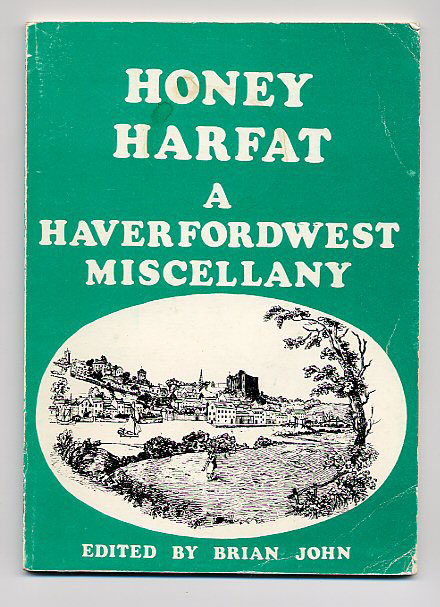 HONEY
HARFAT
A
HAVERFORDWEST
MISCELLANY
EDITED BY BRIAN JOHN